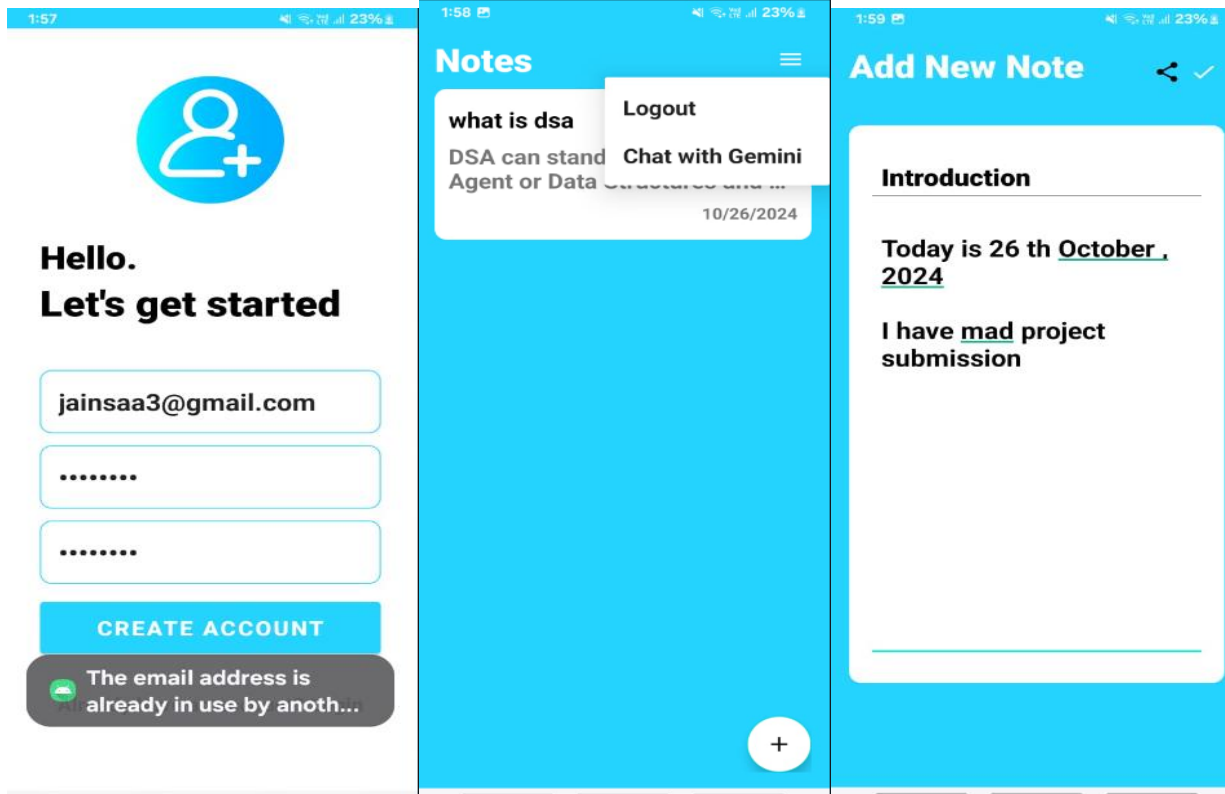 1:57
23%
Hello.
Let's get started
jainsaa3@gmail.com
CREATE ACCOUNT
The email address is
already in use by anoth...
1:58
23%
Notes
Logout
Chat with Gemini
what is dsa
DSA can stand
Agent or Data Structures and ...
10/26/2024
+
1:59
23%
Add New Note
Introduction
Today is 26 th October ,
2024
I have mad project
submission